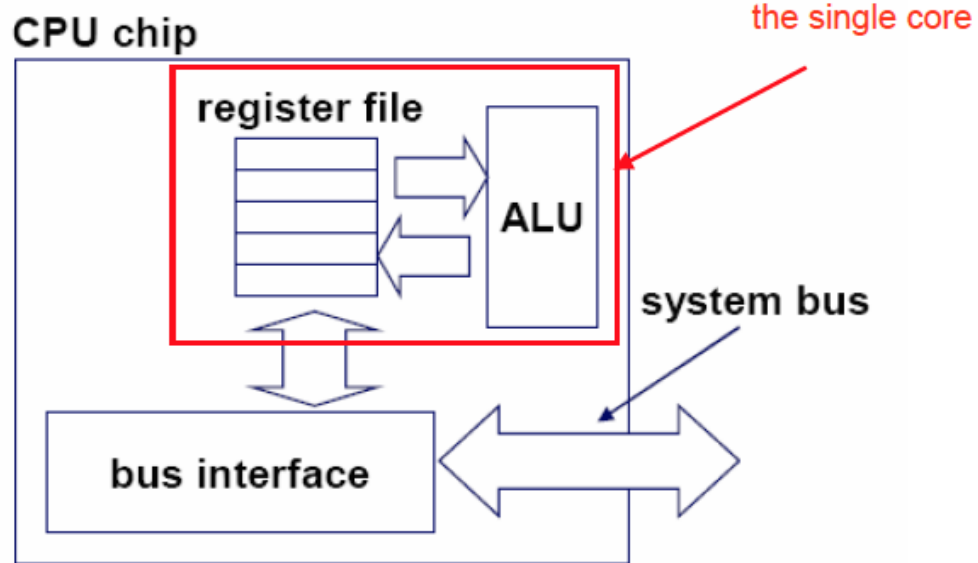 the single core
CPU chip
register file
ALU
system bus
bus interface